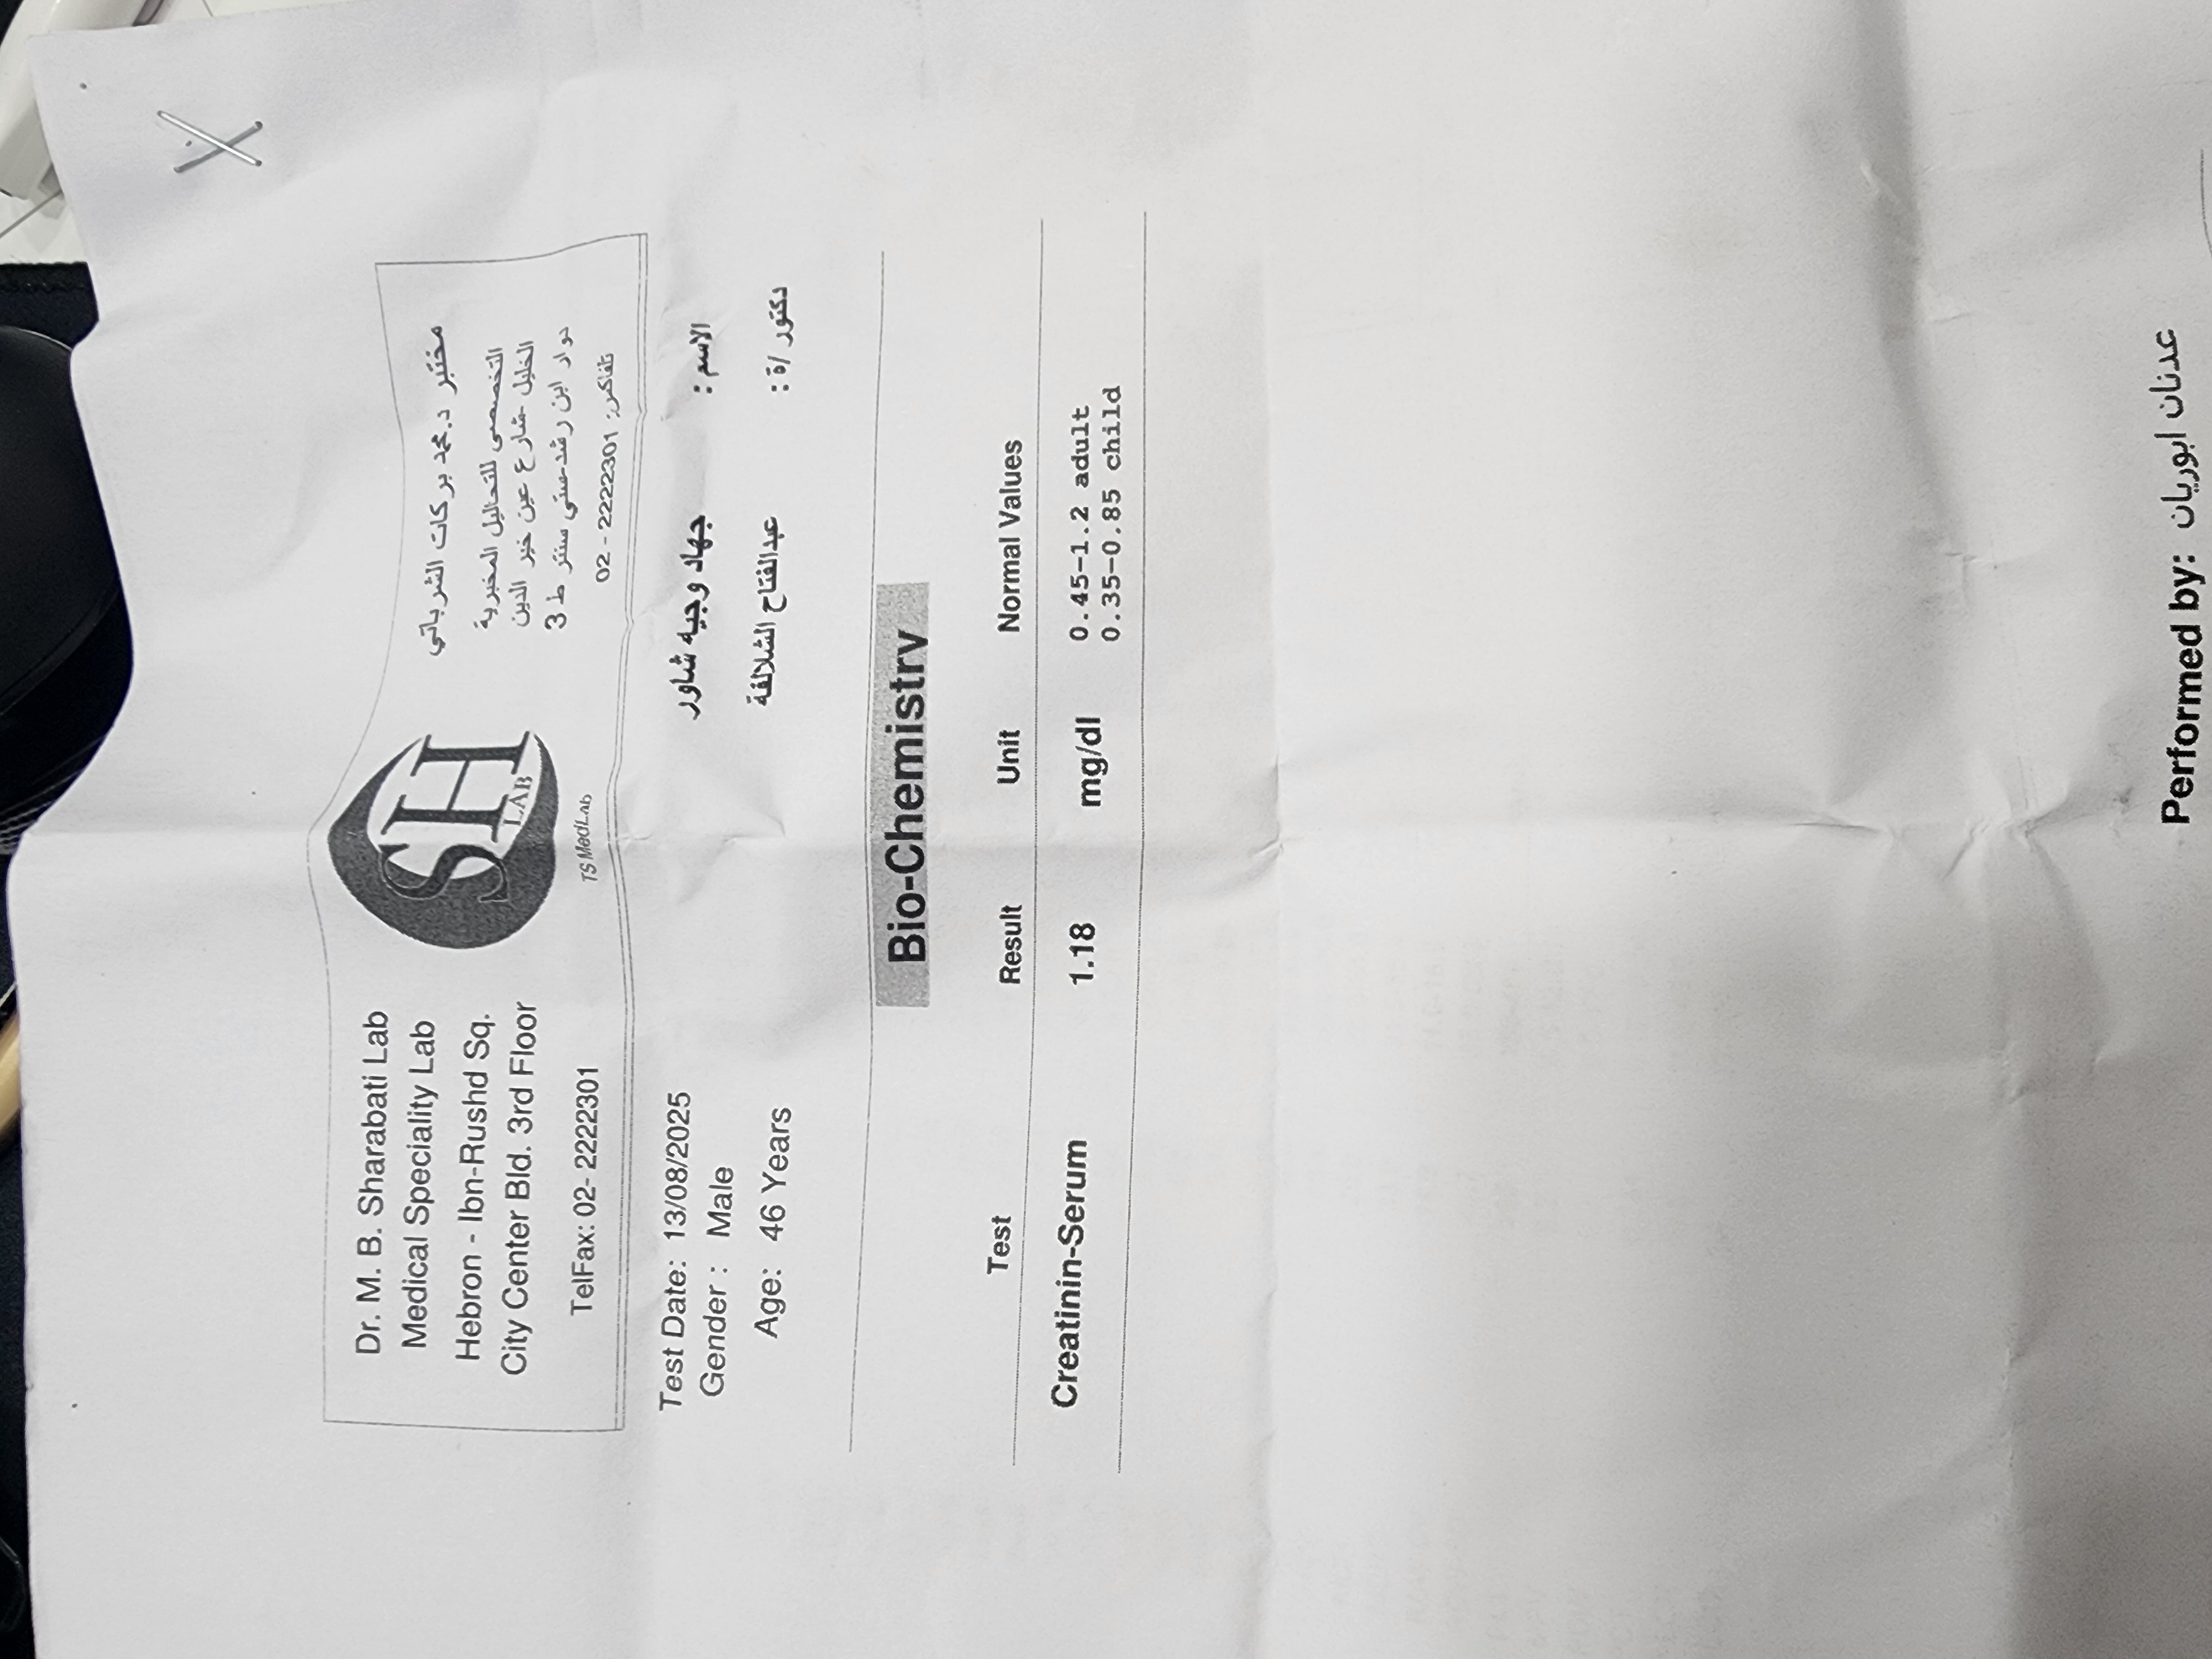 Dr. M. B. Sharabati Lab
Medical Speciality Lab
Hebron - Ibn-Rushd Sq.
City Center Bld. 3rd Floor
TelFax: 02- 2222301
SH
LAB
TS MedLab
مختبر د.محمد بركات الشرباتي
التخصصي للتحاليل المخبرية
الخليل -شارع عين خير الدين
دوار ابن رشد-ستي سنتر ط 3
تلفاكس: 2222301 - 02
Test Date: 13/08/2025
Gender : Male
Age: 46 Years
الاسم : جهاد وجيه شاور
دكتور /ة : عبدالفتاح الشلالفة
Bio-Chemistry
Test Result Unit Normal Values
Creatinin-Serum 1.18 mg/dl 0.45-1.2 adult
0.35-0.85 child
Performed by: عدنان ابوريان